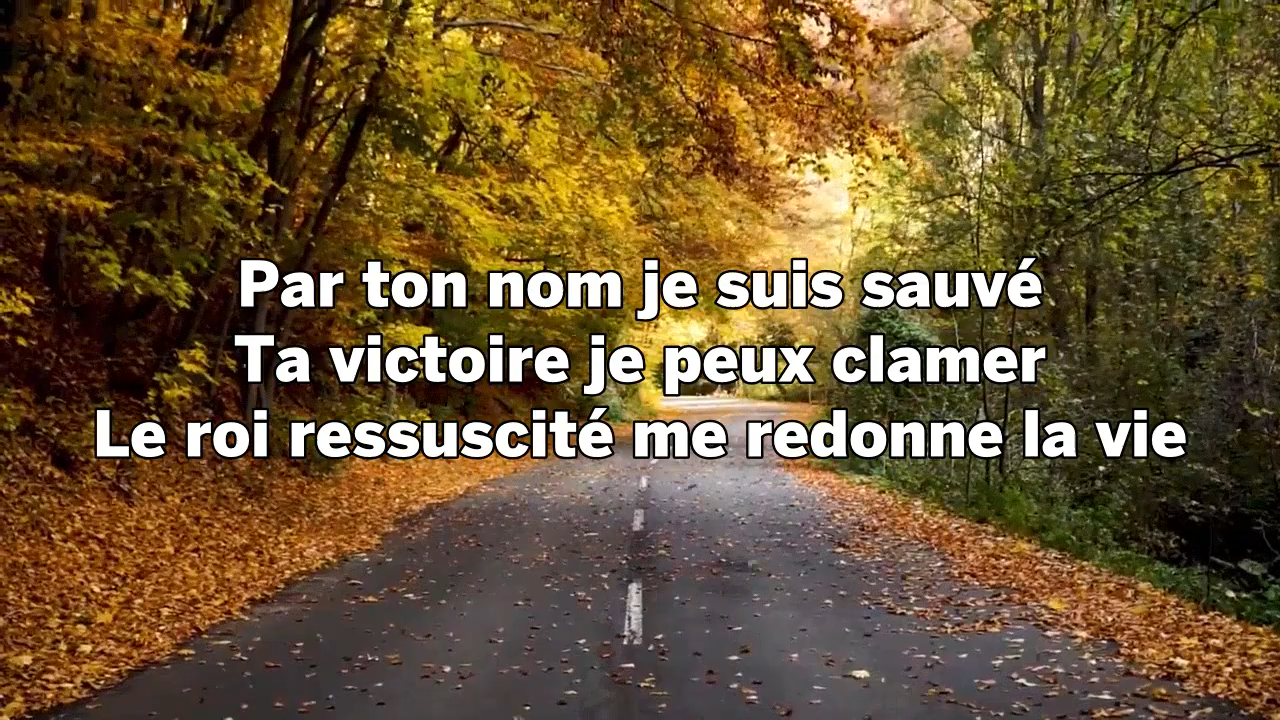 Par ton nom je suis sauvé
Ta victoire je peux clamer
Le roi ressuscité me redonne la vie